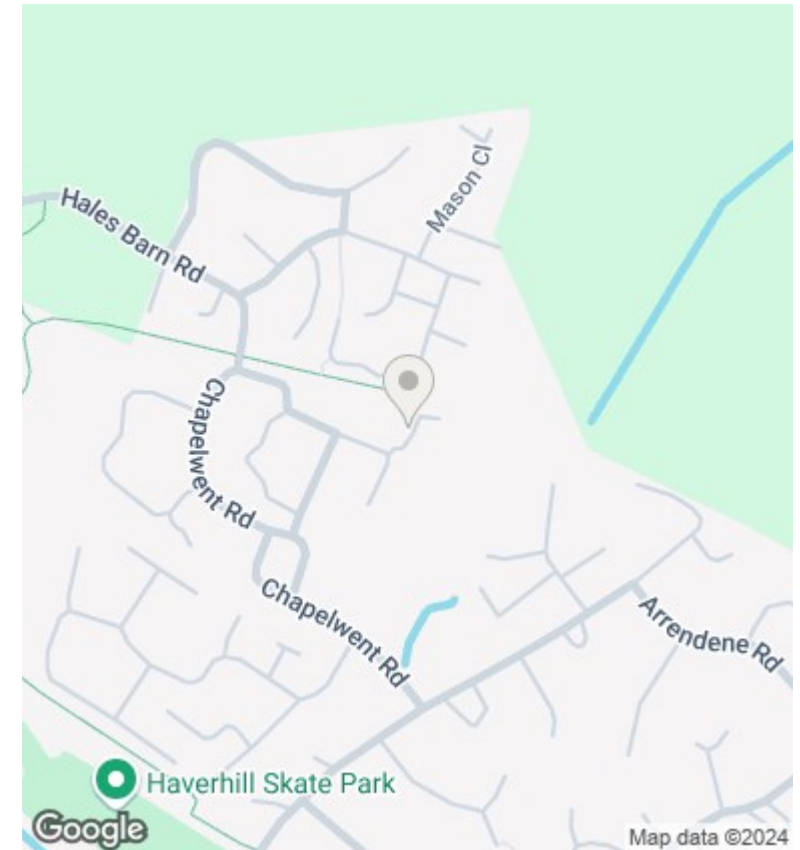 Mason Cl
Hales Barn Rd
Chapelwent Rd
Chapelwent Rd
Arrendene Rd
Haverhill Skate Park
Google
Map data ©2024